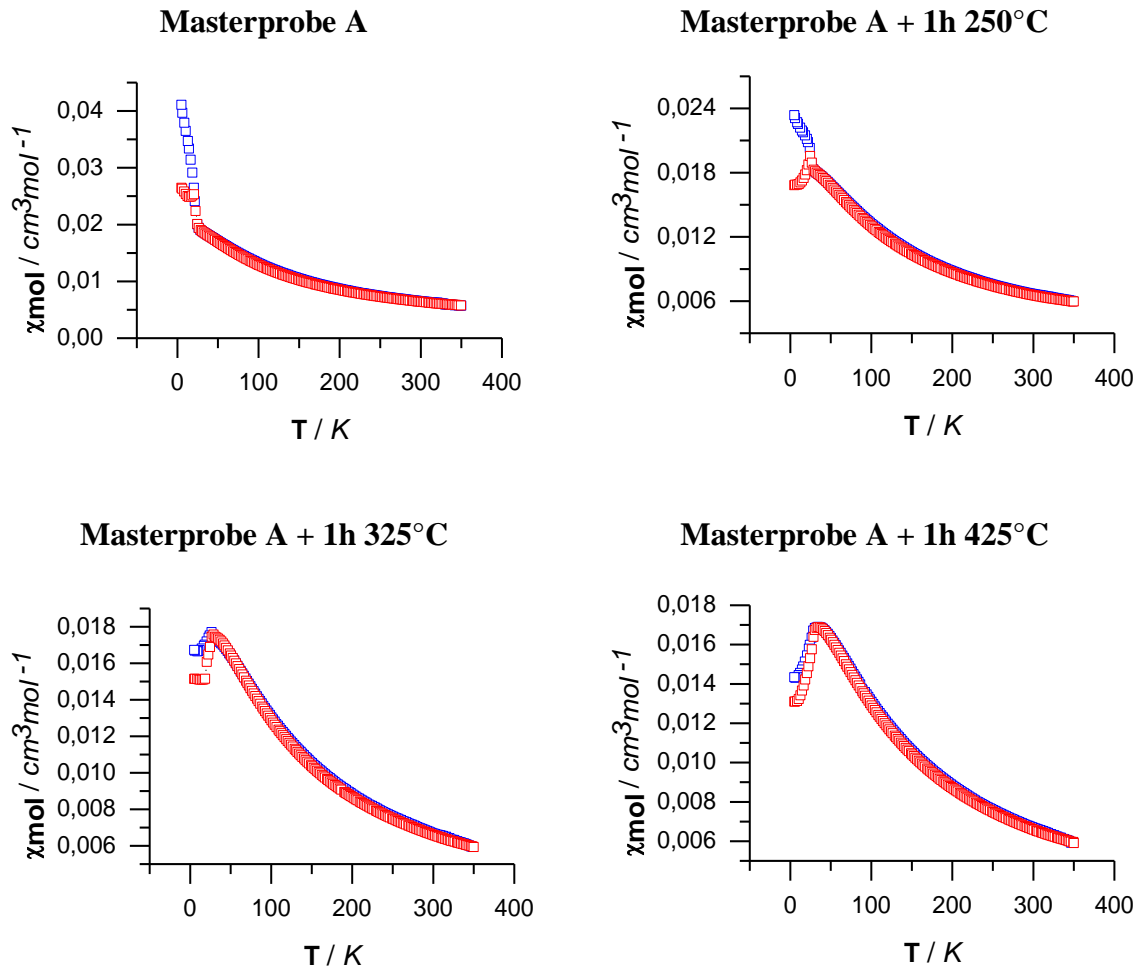 Masterprobe A
χmol / cm³mol⁻¹
0,04
0,03
0,02
0,01
0,00
0 100 200 300 400
T / K
Masterprobe A + 1h 250°C
χmol / cm³mol⁻¹
0,024
0,018
0,012
0,006
0 100 200 300 400
T / K
Masterprobe A + 1h 325°C
χmol / cm³mol⁻¹
0,018
0,016
0,014
0,012
0,010
0,008
0,006
0 100 200 300 400
T / K
Masterprobe A + 1h 425°C
χmol / cm³mol⁻¹
0,018
0,016
0,014
0,012
0,010
0,008
0,006
0 100 200 300 400
T / K